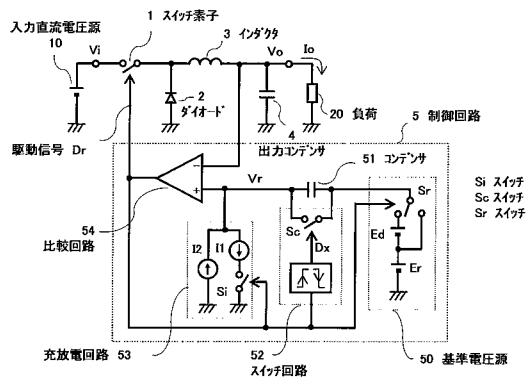 1 スイッチ素子
3 インダクタ
入力直流電圧源
10
Vi
Vo
Io
2
ダイオード
4
出力コンデンサ
20 負荷
駆動信号 Dr
5 制御回路
51 コンデンサ
Vr
Sr
Si スイッチ
Sc スイッチ
Sr スイッチ
-
+
54
比較回路
Sc
Dx
Ed
Er
I2
I1
Si
充放電回路 53
52
スイッチ回路
50 基準電圧源